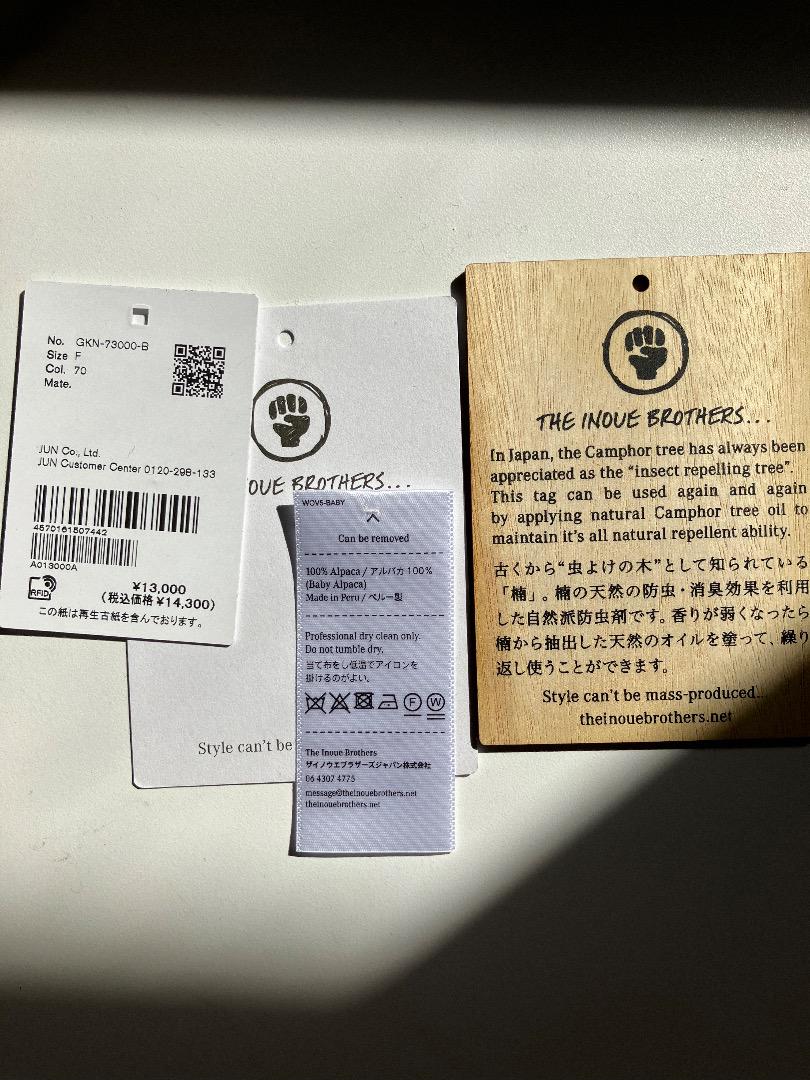 No. GKN-73000-B
Size F
Col. 70
Mate.
JUN Co., Ltd.
JUN Customer Center 0120-298-133
4570161507442
A013000A
RFID
¥13,000
(税込価格 ¥14,300)
この紙は再生古紙を含んでおります。
OUE BROTHERS...
Style can't be
WOV5-BABY
Can be removed
100% Alpaca / アルパカ 100%
(Baby Alpaca)
Made in Peru / ペルー製
Professional dry clean only.
Do not tumble dry.
当て布をし低温でアイロンを
掛けるのがよい。
F W
The Inoue Brothers
ザイノウエブラザーズジャパン株式会社
06 4307 4775
message@theinouebrothers.net
theinouebrothers.net
THE INOUE BROTHERS...
In Japan, the Camphor tree has always been
appreciated as the "insect repelling tree".
This tag can be used again and again
by applying natural Camphor tree oil to
maintain it's all natural repellent ability.
古くから“虫よけの木”として知られている
「楠」。楠の天然の防虫・消臭効果を利用
した自然派防虫剤です。香りが弱くなったら
楠から抽出した天然のオイルを塗って、繰り
返し使うことができます。
Style can't be mass-produced...
theinouebrothers.net